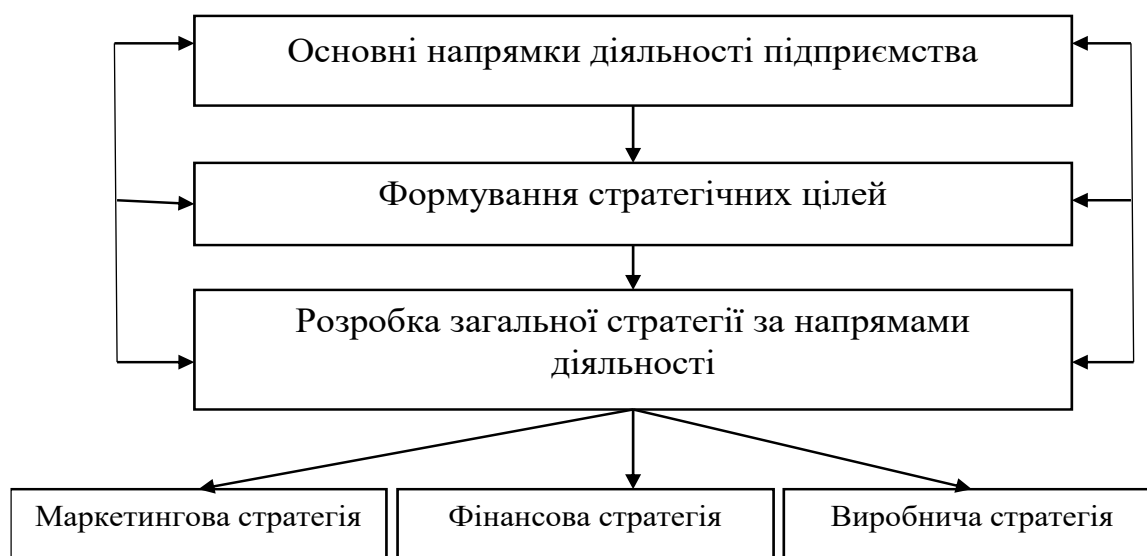 Основні напрямки діяльності підприємства
Формування стратегічних цілей
Розробка загальної стратегії за напрямами
діяльності
Маркетингова стратегія
Фінансова стратегія
Виробнича стратегія